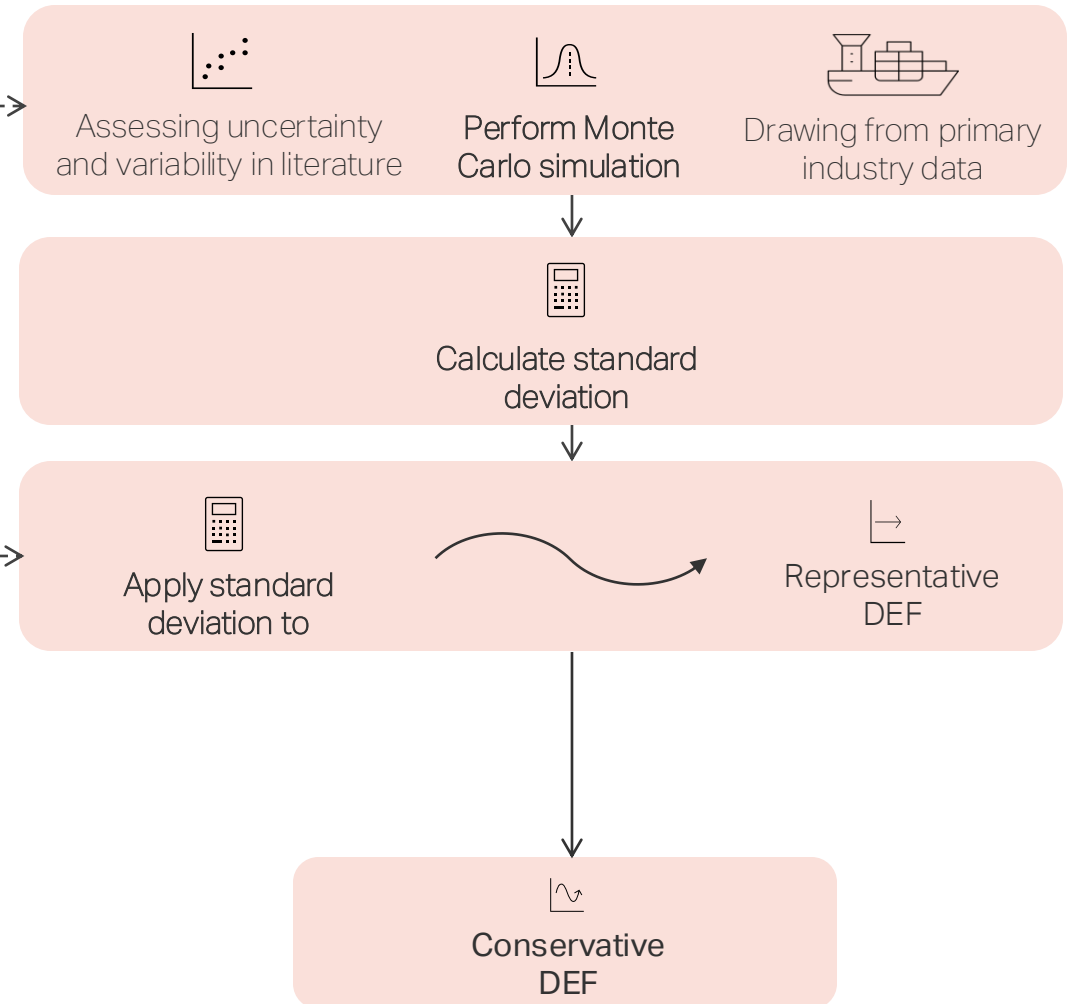 Assessing uncertainty
and variability in literature
Perform Monte
Carlo simulation
Drawing from primary
industry data
Calculate standard
deviation
Apply standard
deviation to
Representative
DEF
Conservative
DEF